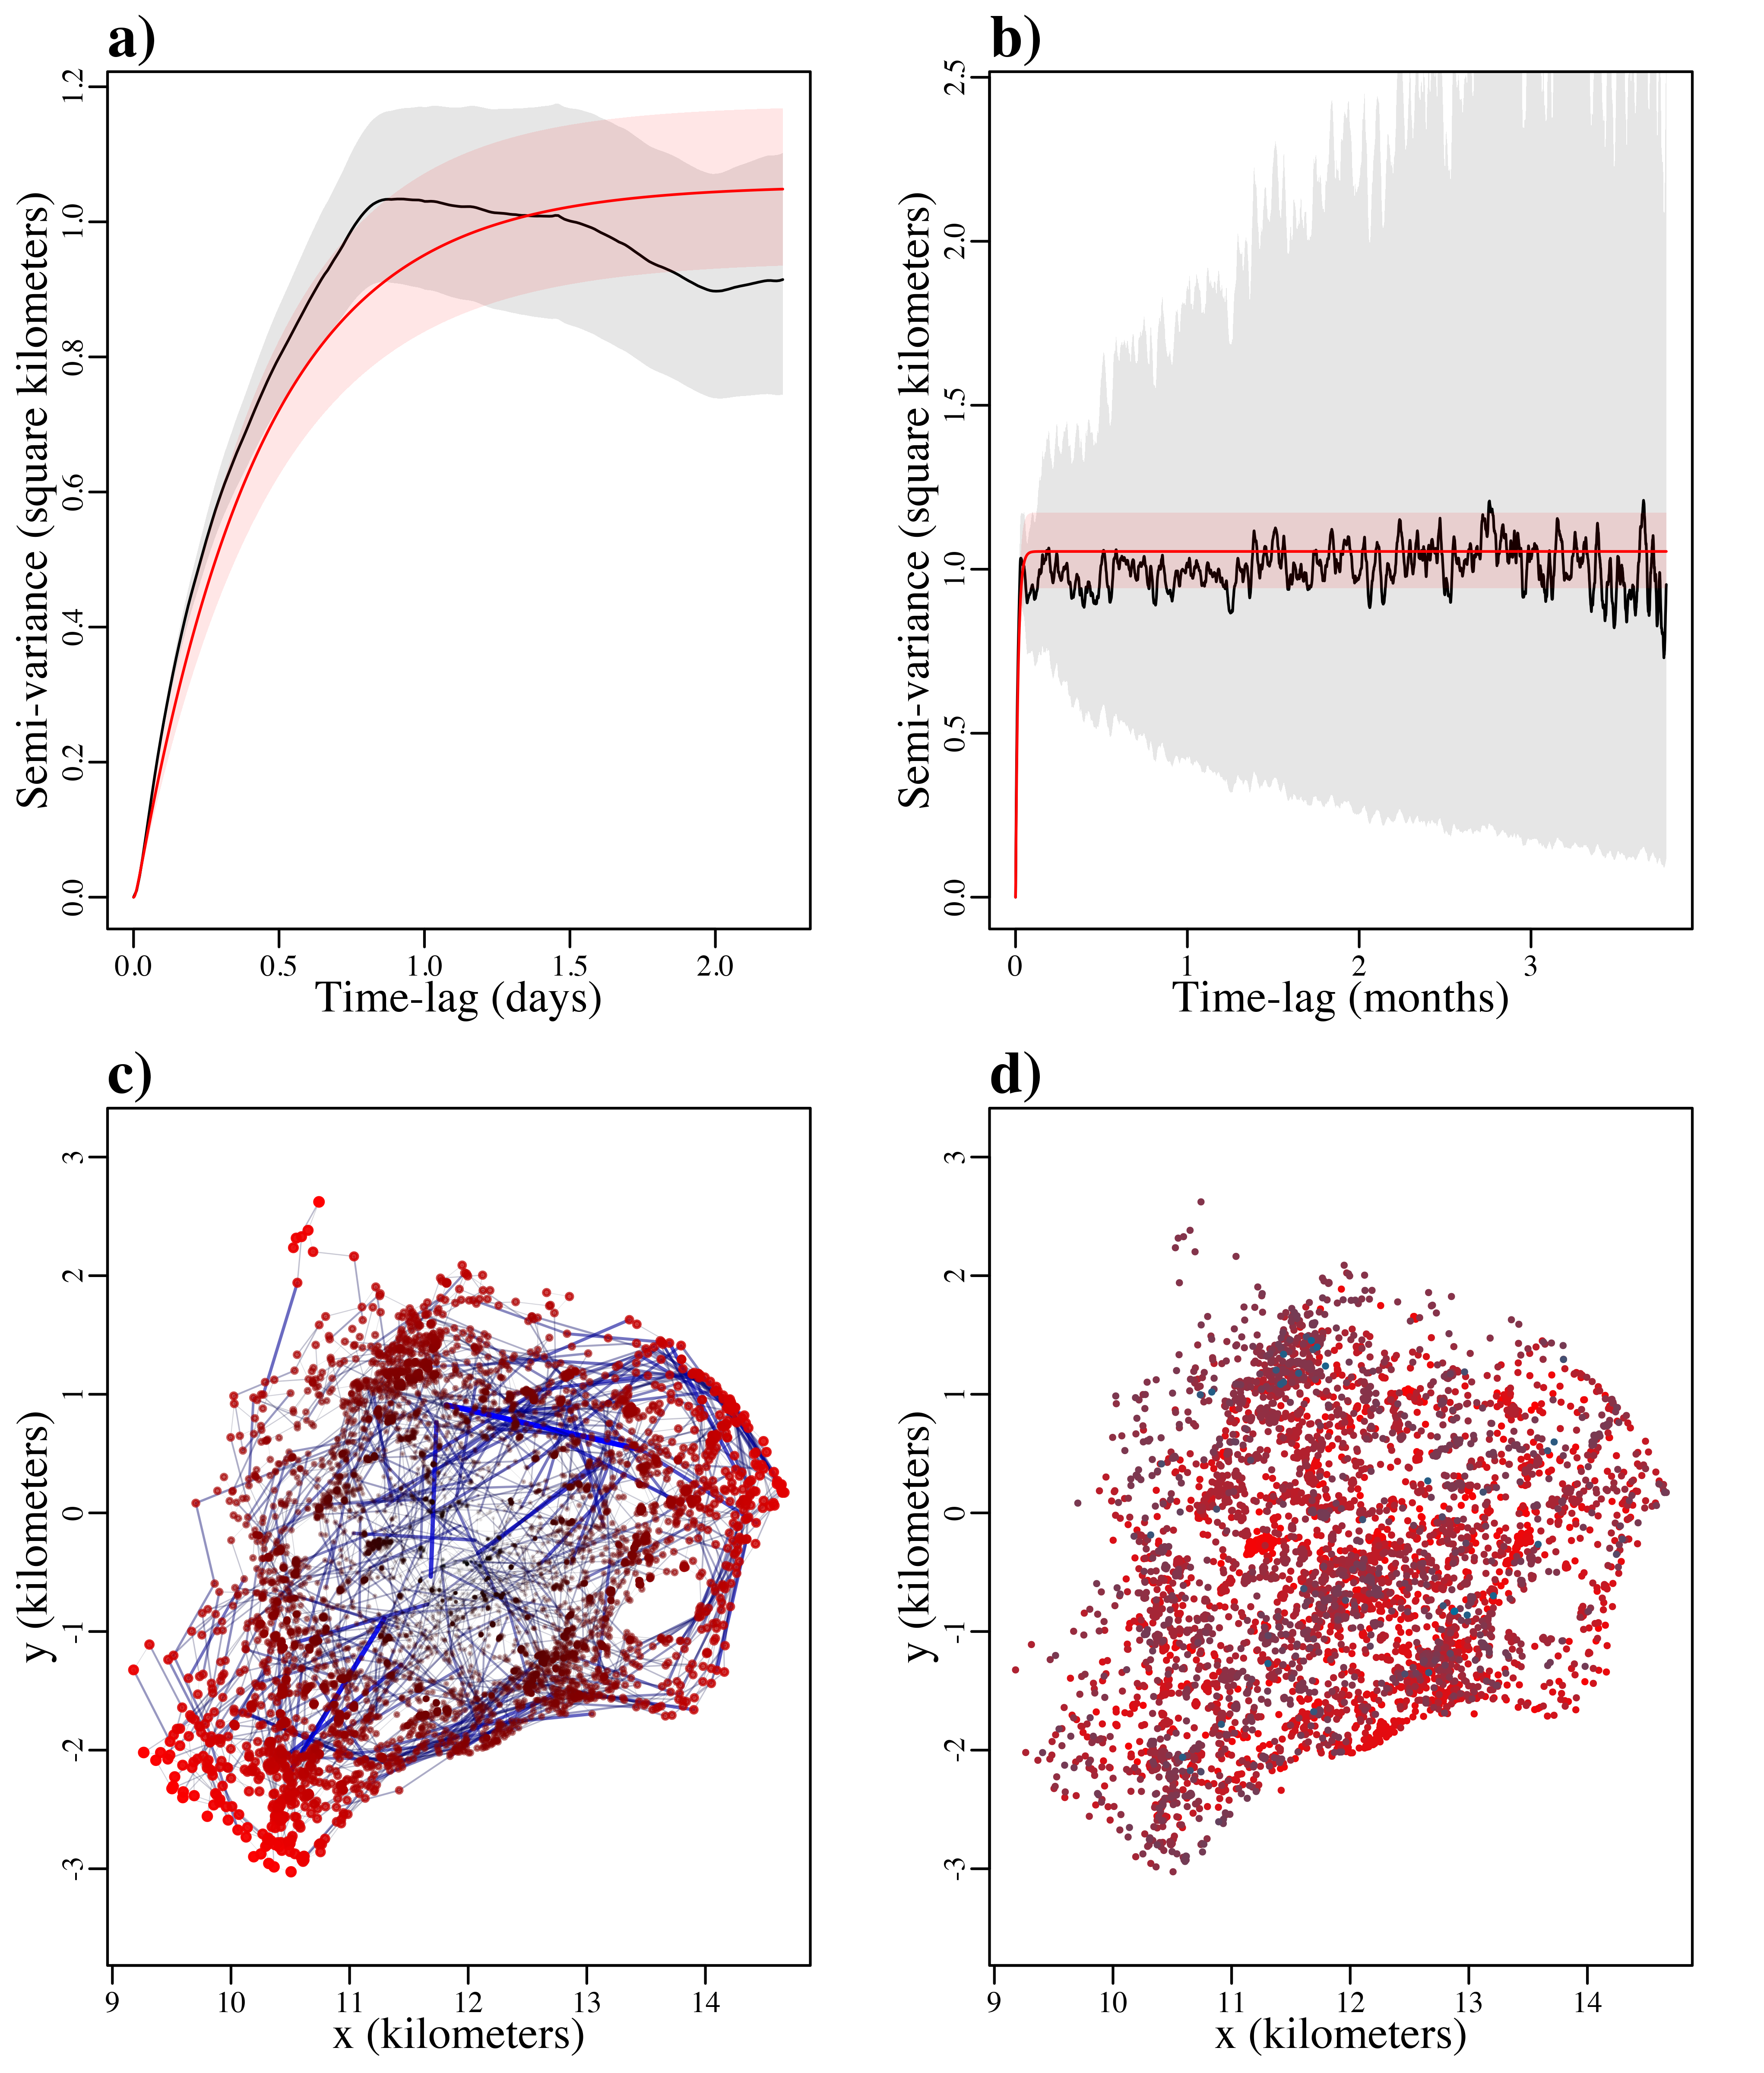 a)
Semi-variance (square kilometers)
1.2
1.0
0.8
0.6
0.4
0.2
0.0
0.0 0.5 1.0 1.5 2.0
Time-lag (days)
b)
Semi-variance (square kilometers)
2.5
2.0
1.5
1.0
0.5
0.0
0 1 2 3
Time-lag (months)
c)
y (kilometers)
3
2
1
0
-1
-2
-3
9 10 11 12 13 14
x (kilometers)
d)
y (kilometers)
3
2
1
0
-1
-2
-3
9 10 11 12 13 14
x (kilometers)